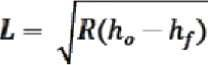 L = √R(hₒ − h_f)